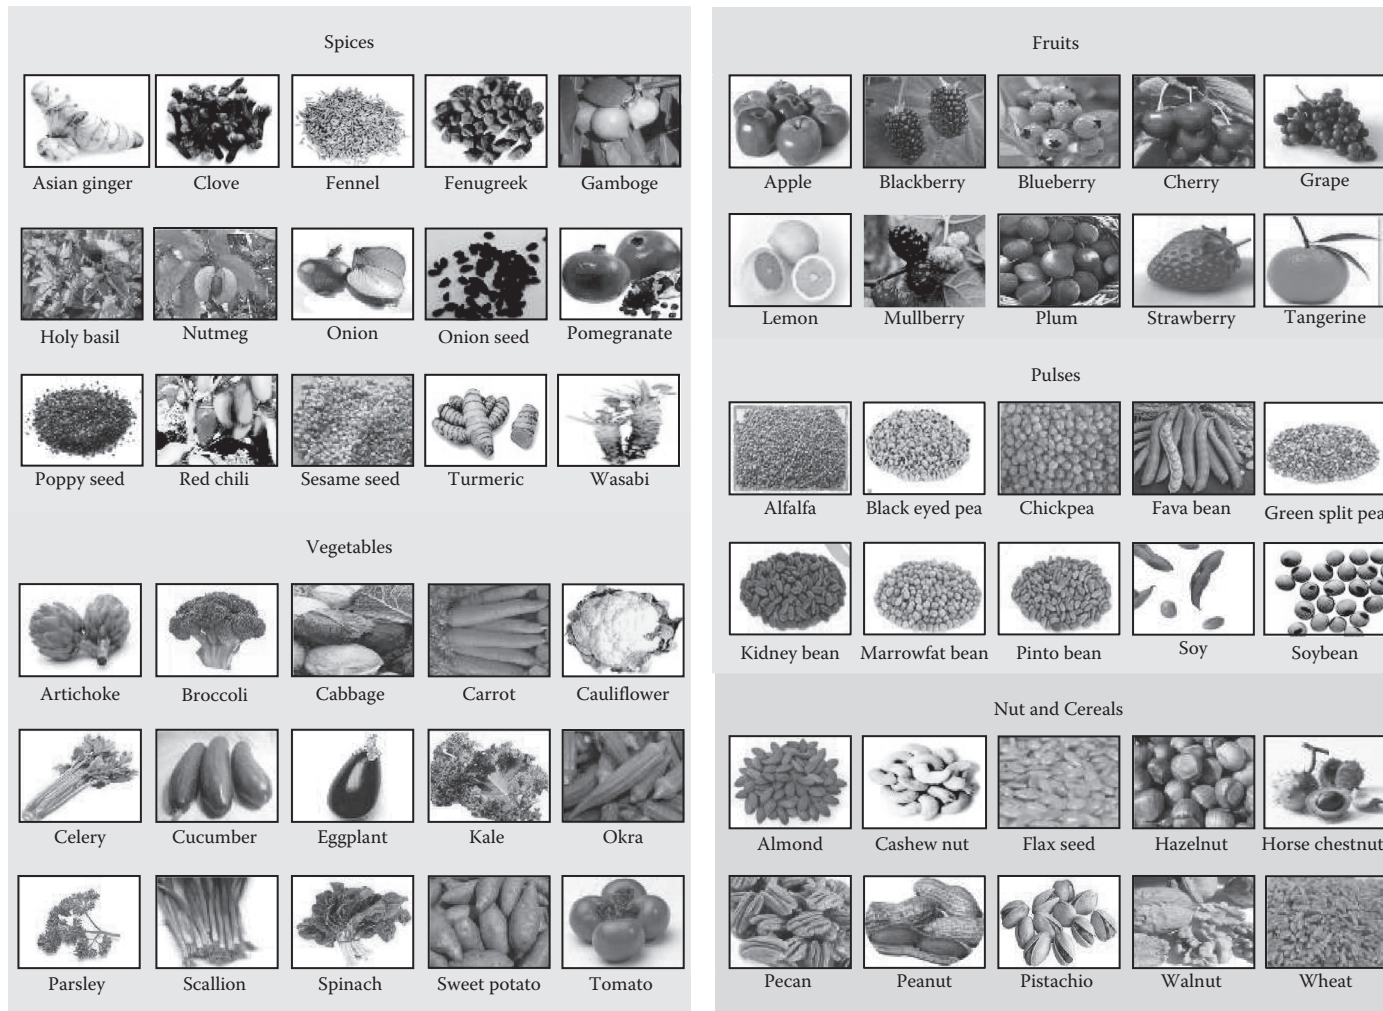 Spices
Asian ginger
Clove
Fennel
Fenugreek
Gamboge
Holy basil
Nutmeg
Onion
Onion seed
Pomegranate
Poppy seed
Red chili
Sesame seed
Turmeric
Wasabi
Vegetables
Artichoke
Broccoli
Cabbage
Carrot
Cauliflower
Celery
Cucumber
Eggplant
Kale
Okra
Parsley
Scallion
Spinach
Sweet potato
Tomato
Fruits
Apple
Blackberry
Blueberry
Cherry
Grape
Lemon
Mullberry
Plum
Strawberry
Tangerine
Pulses
Alfalfa
Black eyed pea
Chickpea
Fava bean
Green split pea
Kidney bean
Marrowfat bean
Pinto bean
Soy
Soybean
Nut and Cereals
Almond
Cashew nut
Flax seed
Hazelnut
Horse chestnut
Pecan
Peanut
Pistachio
Walnut
Wheat